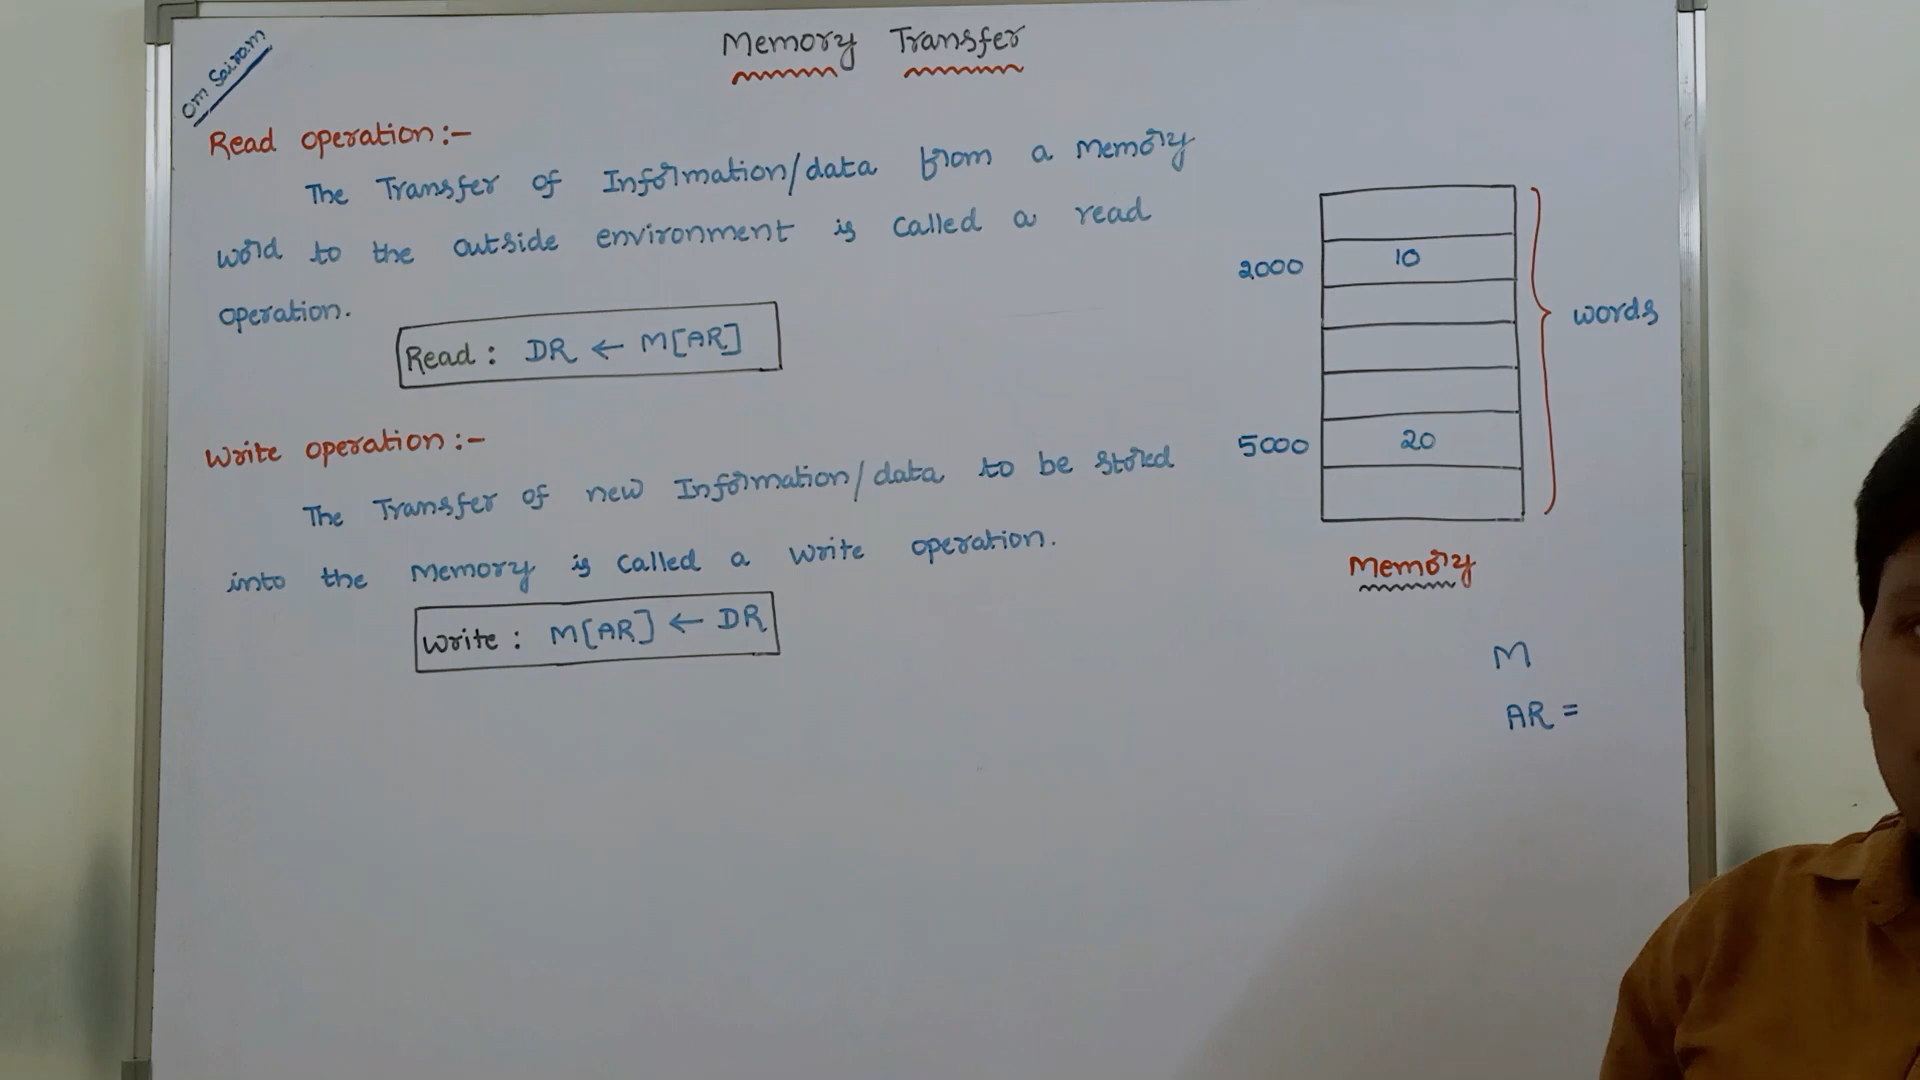 Om Sairam
Memory Transfer
Read operation:-
The Transfer of Information/data from a memory
word to the outside environment is called a read
operation.
Read : DR ← M[AR]
Write operation:-
The Transfer of new Information/data to be stored
into the memory is called a write operation.
Write : M[AR] ← DR
2000 10
words
5000 20
Memory
M
AR =